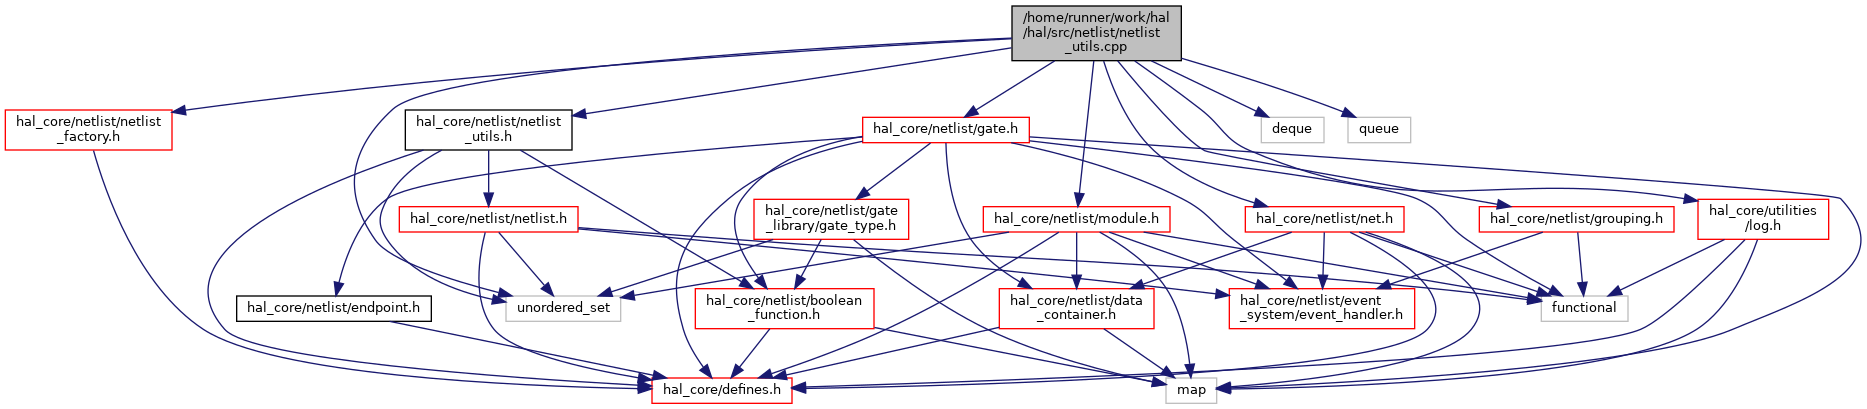 /home/runner/work/hal
/hal/src/netlist/netlist
_utils.cpp
hal_core/netlist/netlist
_factory.h
hal_core/netlist/netlist
_utils.h
hal_core/netlist/gate.h
deque
queue
hal_core/netlist/netlist.h
hal_core/netlist/gate
_library/gate_type.h
hal_core/netlist/module.h
hal_core/netlist/net.h
hal_core/netlist/grouping.h
hal_core/utilities
/log.h
hal_core/netlist/endpoint.h
unordered_set
hal_core/netlist/boolean
_function.h
hal_core/netlist/data
_container.h
hal_core/netlist/event
_system/event_handler.h
functional
hal_core/defines.h
map